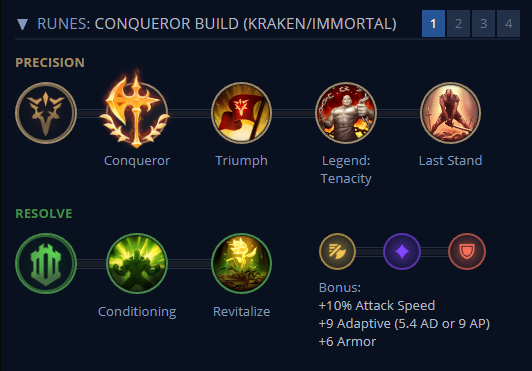 ▼ RUNES: CONQUEROR BUILD (KRAKEN/IMMORTAL)
1 2 3 4
PRECISION
Conqueror
Triumph
Legend:
Tenacity
Last Stand
RESOLVE
Conditioning
Revitalize
Bonus:
+10% Attack Speed
+9 Adaptive (5.4 AD or 9 AP)
+6 Armor